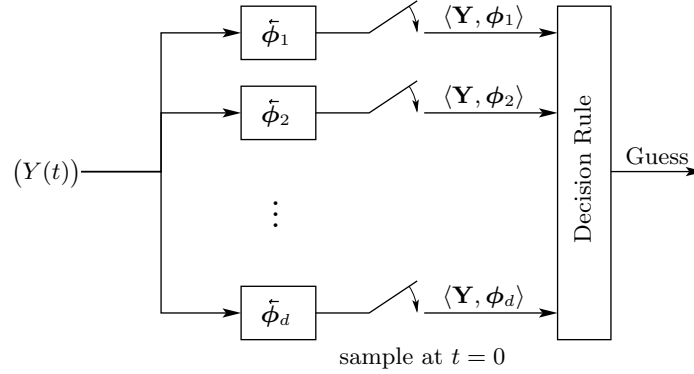 ϕ⃖₁ ⟨Y, ϕ₁⟩
ϕ⃖₂ ⟨Y, ϕ₂⟩
(Y(t)) Decision Rule Guess
⋮
ϕ⃖_d ⟨Y, ϕ_d⟩
sample at t = 0